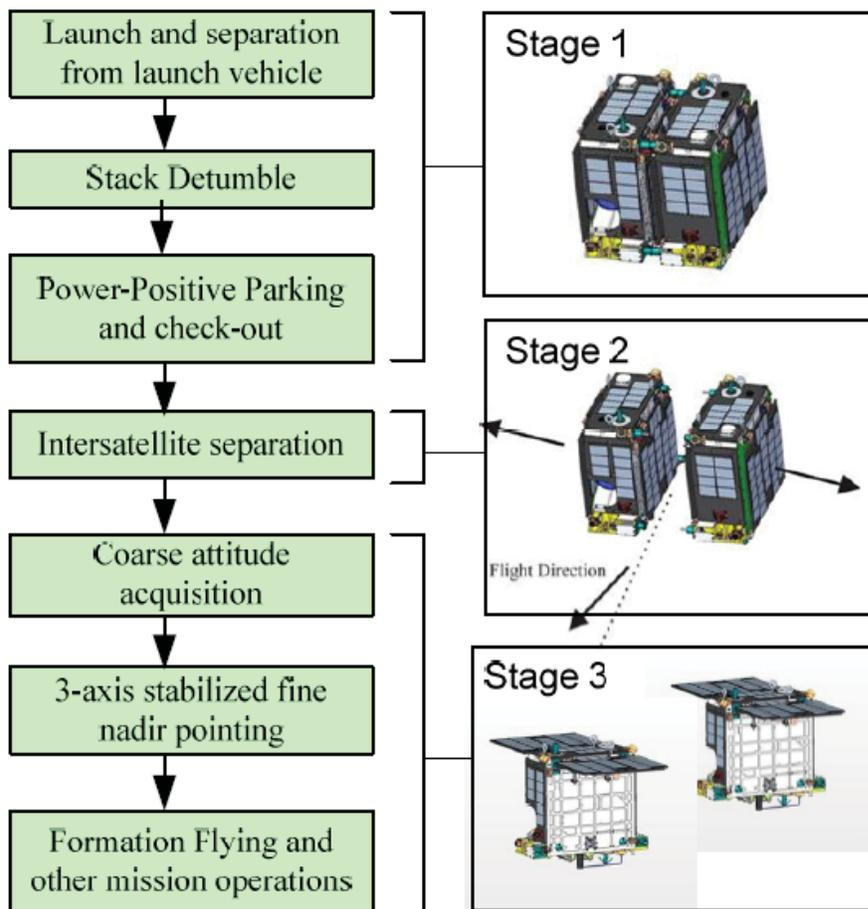 Launch and separation
from launch vehicle
Stack Detumble
Power-Positive Parking
and check-out
Intersatellite separation
Coarse attitude
acquisition
3-axis stabilized fine
nadir pointing
Formation Flying and
other mission operations
Stage 1
Stage 2
Flight Direction
Stage 3